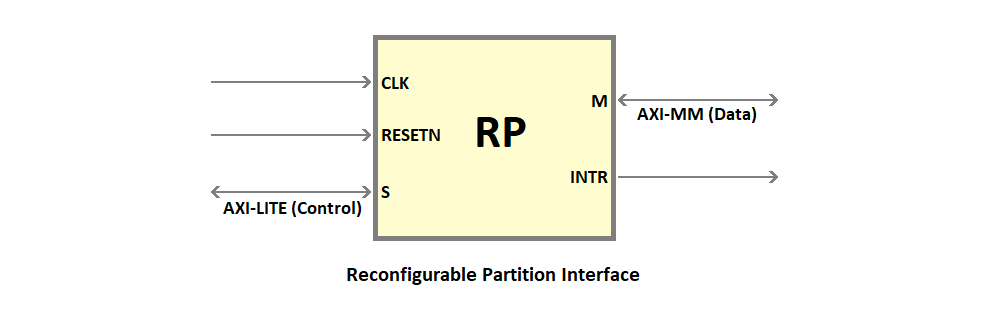 CLK
M
AXI-MM (Data)
RP
RESETN
INTR
S
AXI-LITE (Control)
Reconfigurable Partition Interface